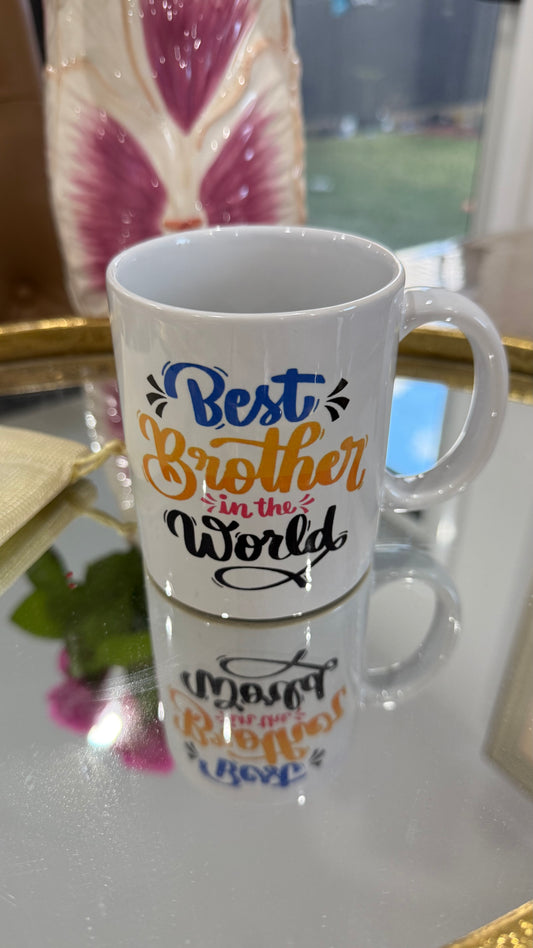 Best
Brother
in the
World